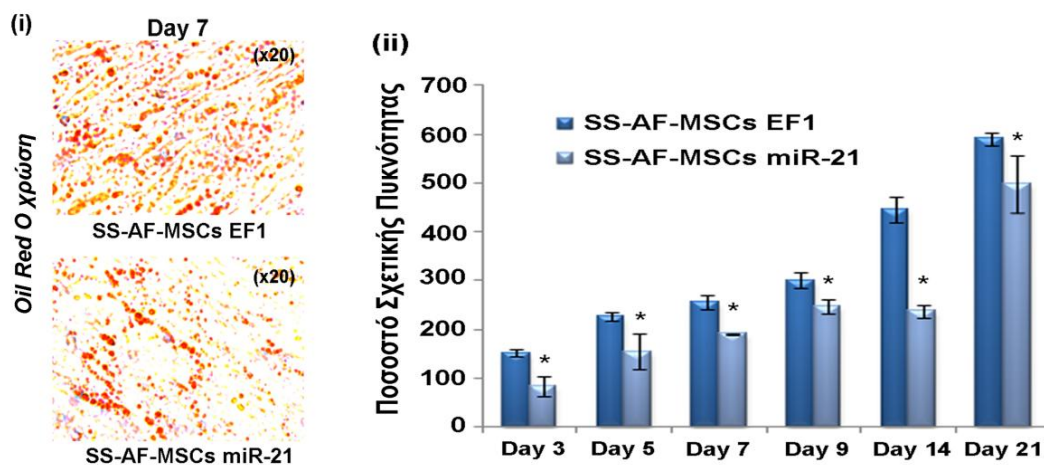 (i)
Day 7
(x20)
Oil Red O χρώση
SS-AF-MSCs EF1
(x20)
SS-AF-MSCs miR-21
(ii)
Ποσοστό Σχετικής Πυκνότητας
700
600
500
400
300
200
100
0
SS-AF-MSCs EF1
SS-AF-MSCs miR-21
* * * * * *
Day 3 Day 5 Day 7 Day 9 Day 14 Day 21